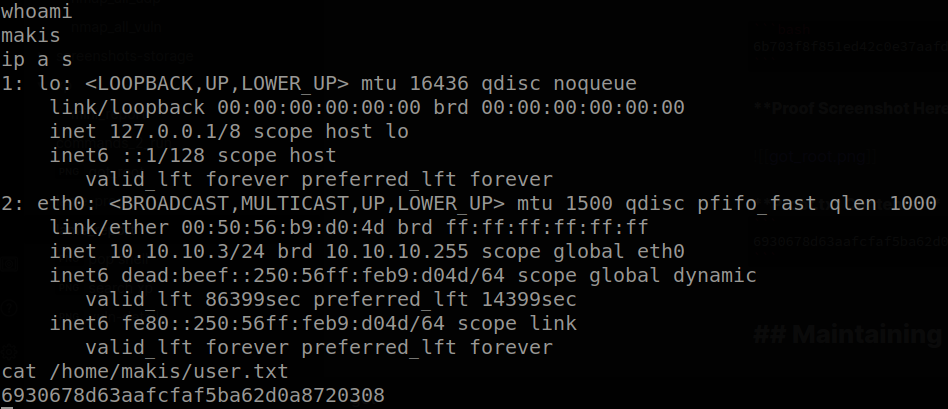 whoami
makis
ip a s
1: lo: <LOOPBACK,UP,LOWER_UP> mtu 16436 qdisc noqueue
    link/loopback 00:00:00:00:00:00 brd 00:00:00:00:00:00
    inet 127.0.0.1/8 scope host lo
    inet6 ::1/128 scope host
       valid_lft forever preferred_lft forever
2: eth0: <BROADCAST,MULTICAST,UP,LOWER_UP> mtu 1500 qdisc pfifo_fast qlen 1000
    link/ether 00:50:56:b9:d0:4d brd ff:ff:ff:ff:ff:ff
    inet 10.10.10.3/24 brd 10.10.10.255 scope global eth0
    inet6 dead:beef::250:56ff:feb9:d04d/64 scope global dynamic
       valid_lft 86399sec preferred_lft 14399sec
    inet6 fe80::250:56ff:feb9:d04d/64 scope link
       valid_lft forever preferred_lft forever
cat /home/makis/user.txt
6930678d63aafcfaf5ba62d0a8720308
**Proof Screenshot Here
## Maintaining